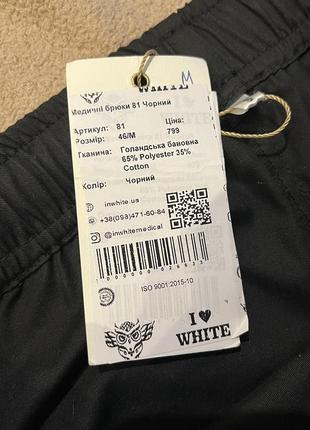 WHITE
M
Медичні брюки 81 Чорний
Артикул: 81 Ціна:
Розмір: 46/M 799
Тканина: Голандська бавовна
65% Polyester 35%
Cotton
Колір: Чорний
inwhite.us
+38(093)471-60-84
@inwhitemedical
ISO 9001:2015-10
I
WHITE